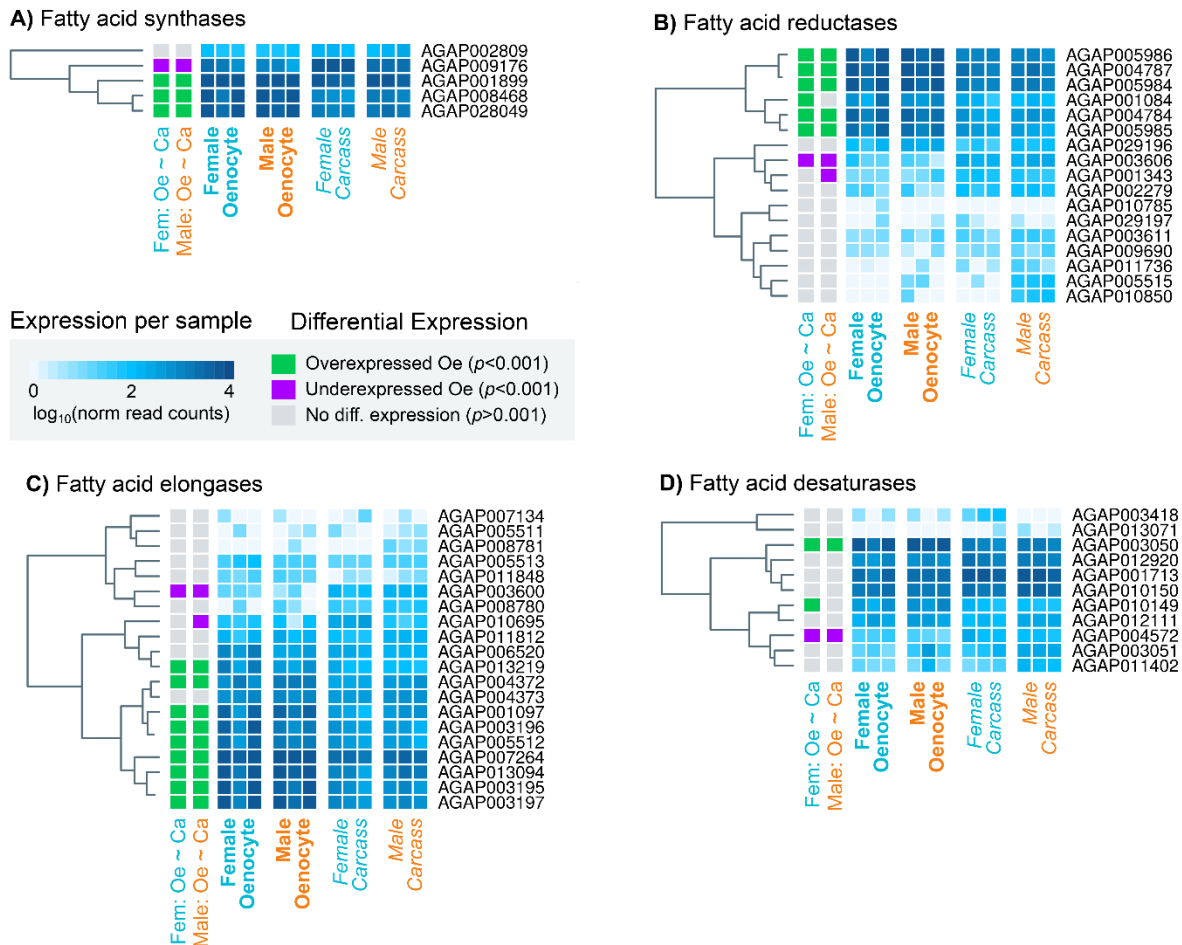 A) Fatty acid synthases
AGAP002809
AGAP009176
AGAP001899
AGAP008468
AGAP028049
Fem: Oe ~ Ca
Male: Oe ~ Ca
Female
Oenocyte
Male
Oenocyte
Female
Carcass
Male
Carcass
B) Fatty acid reductases
AGAP005986
AGAP004787
AGAP005984
AGAP001084
AGAP004784
AGAP005985
AGAP029196
AGAP003606
AGAP001343
AGAP002279
AGAP010785
AGAP029197
AGAP003611
AGAP009690
AGAP011736
AGAP005515
AGAP010850
Fem: Oe ~ Ca
Male: Oe ~ Ca
Female
Oenocyte
Male
Oenocyte
Female
Carcass
Male
Carcass
Expression per sample
0 2 4
log10(norm read counts)
Differential Expression
Overexpressed Oe (p<0.001)
Underexpressed Oe (p<0.001)
No diff. expression (p>0.001)
C) Fatty acid elongases
AGAP007134
AGAP005511
AGAP008781
AGAP005513
AGAP011848
AGAP003600
AGAP008780
AGAP010695
AGAP011812
AGAP006520
AGAP013219
AGAP004372
AGAP004373
AGAP001097
AGAP003196
AGAP005512
AGAP007264
AGAP013094
AGAP003195
AGAP003197
Fem: Oe ~ Ca
Male: Oe ~ Ca
Female
Oenocyte
Male
Oenocyte
Female
Carcass
Male
Carcass
D) Fatty acid desaturases
AGAP003418
AGAP013071
AGAP003050
AGAP012920
AGAP001713
AGAP010150
AGAP010149
AGAP012111
AGAP004572
AGAP003051
AGAP011402
Fem: Oe ~ Ca
Male: Oe ~ Ca
Female
Oenocyte
Male
Oenocyte
Female
Carcass
Male
Carcass